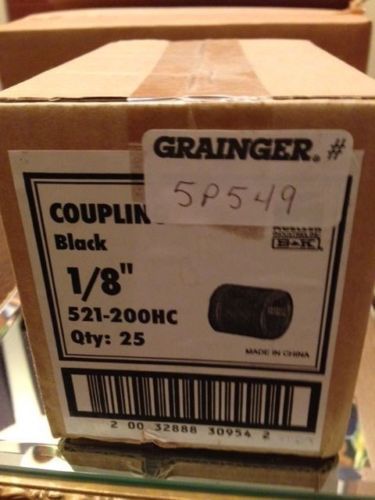 GRAINGER. #
5P549
COUPLIN
Black
B&K
1/8"
521-200HC
Qty: 25
MADE IN CHINA
2 00 32888 30954 2